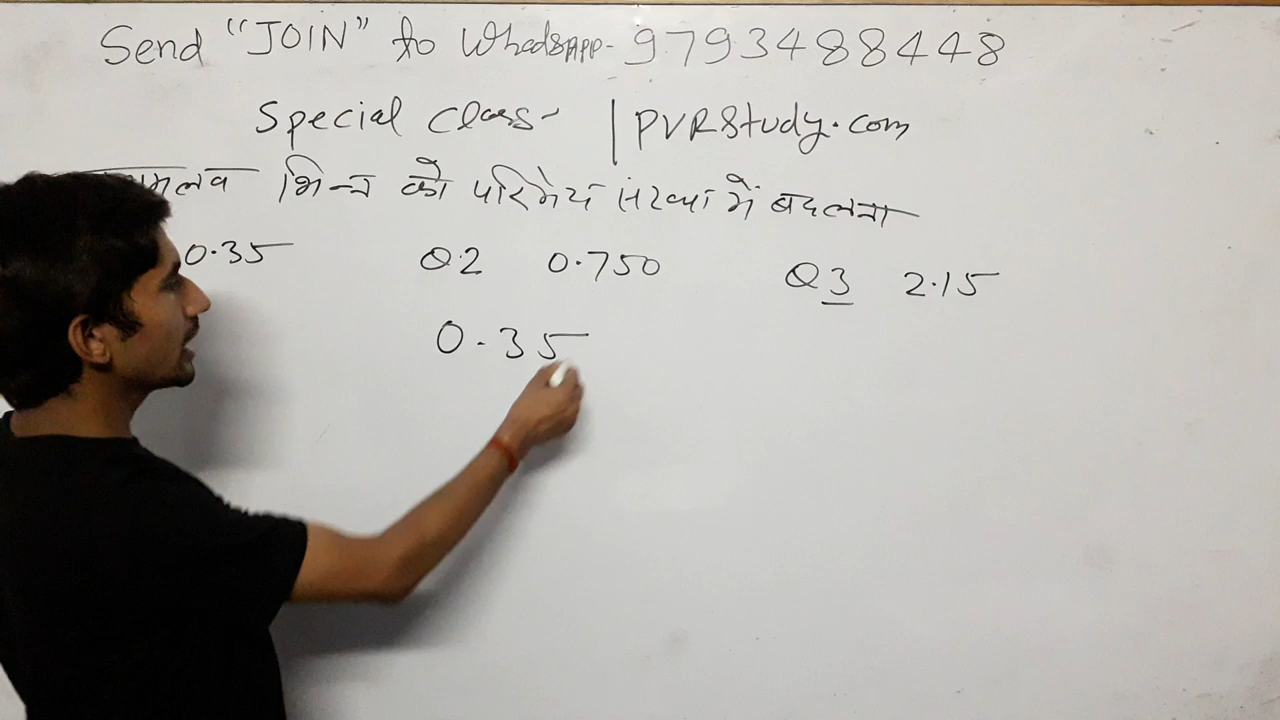 Send "JOIN" to WhatsApp- 9793488448
Special class- | PVRStudy.com
भिन्न को परिमेय संख्या में बदलना
0.35 Q.2 0.750 Q3 2.15
0.35